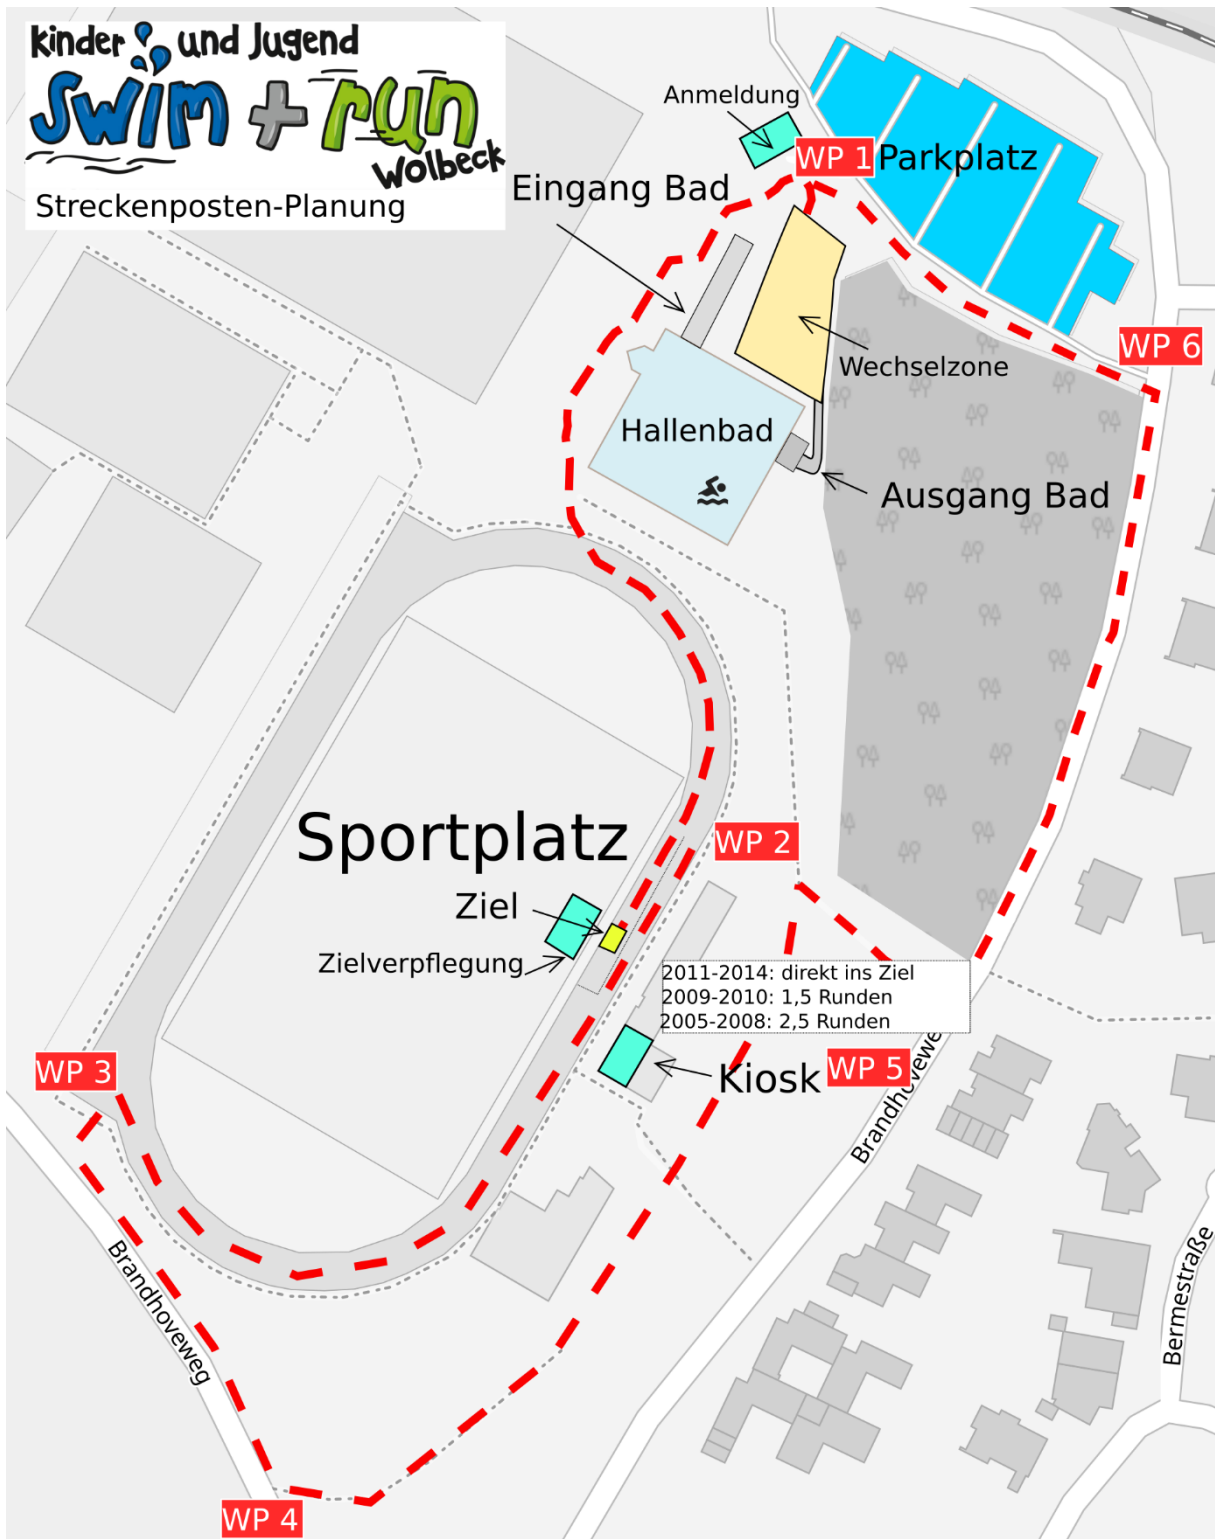 Kinder und Jugend
swim + run
Wolbeck
Streckenposten-Planung
Anmeldung
WP 1
Parkplatz
Eingang Bad
WP 6
Wechselzone
Hallenbad
Ausgang Bad
Sportplatz
WP 2
Ziel
Zielverpflegung
2011-2014: direkt ins Ziel
2009-2010: 1,5 Runden
2005-2008: 2,5 Runden
WP 3
Kiosk
WP 5
Brandhoveweg
Brandhoveweg
Bermestraße
WP 4